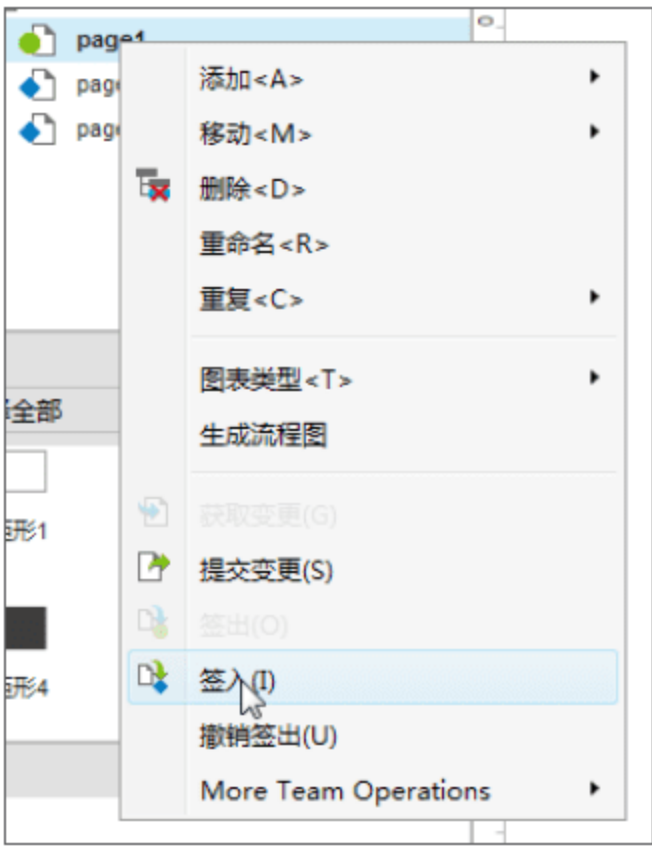 page1
pag
pag
添加<A>
移动<M>
删除<D>
重命名<R>
重复<C>
图表类型<T>
全部
生成流程图
获取变更(G)
形1
提交变更(S)
签出(O)
签入(I)
形4
撤销签出(U)
More Team Operations